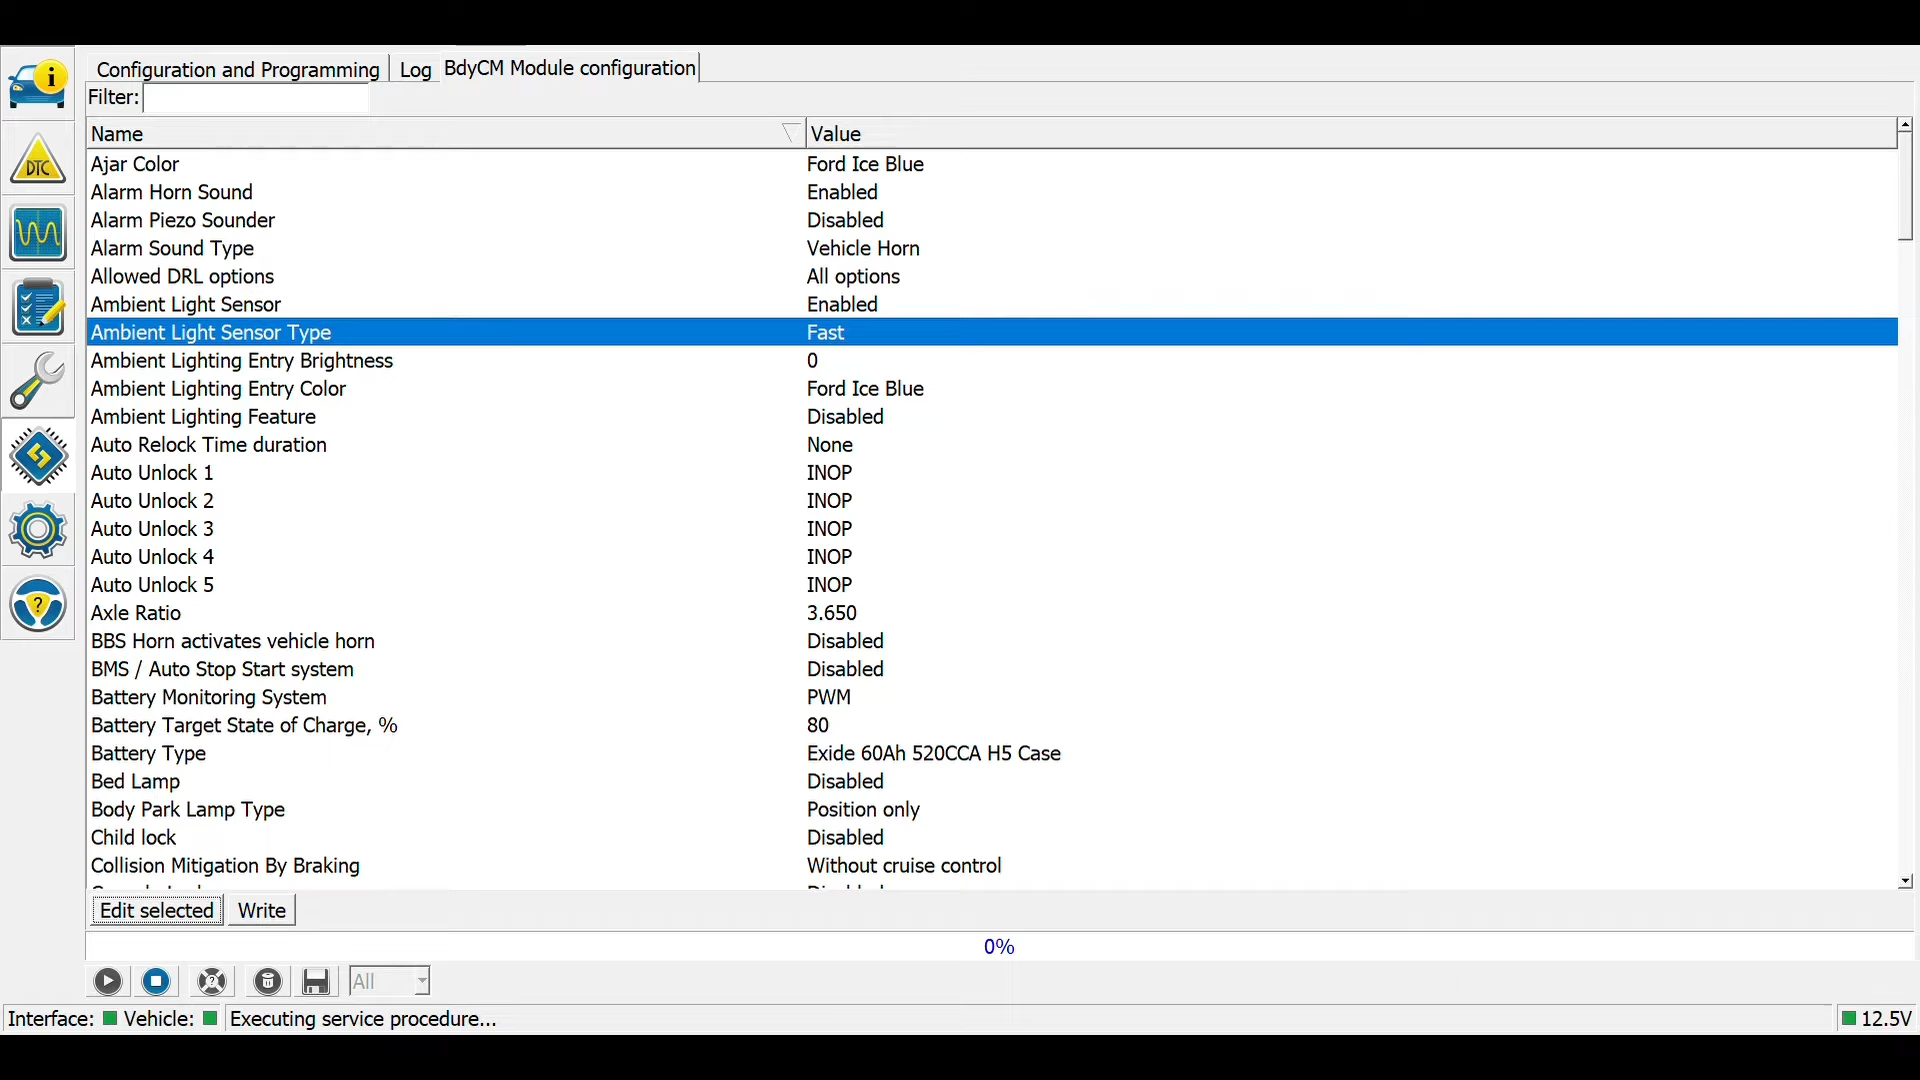 Configuration and Programming Log BdyCM Module configuration
Filter:
Name Value
Ajar Color Ford Ice Blue
Alarm Horn Sound Enabled
Alarm Piezo Sounder Disabled
Alarm Sound Type Vehicle Horn
Allowed DRL options All options
Ambient Light Sensor Enabled
Ambient Light Sensor Type Fast
Ambient Lighting Entry Brightness 0
Ambient Lighting Entry Color Ford Ice Blue
Ambient Lighting Feature Disabled
Auto Relock Time duration None
Auto Unlock 1 INOP
Auto Unlock 2 INOP
Auto Unlock 3 INOP
Auto Unlock 4 INOP
Auto Unlock 5 INOP
Axle Ratio 3.650
BBS Horn activates vehicle horn Disabled
BMS / Auto Stop Start system Disabled
Battery Monitoring System PWM
Battery Target State of Charge, % 80
Battery Type Exide 60Ah 520CCA H5 Case
Bed Lamp Disabled
Body Park Lamp Type Position only
Child lock Disabled
Collision Mitigation By Braking Without cruise control
Edit selected Write
0%
All
Interface: Vehicle: Executing service procedure... 12.5V
DTC